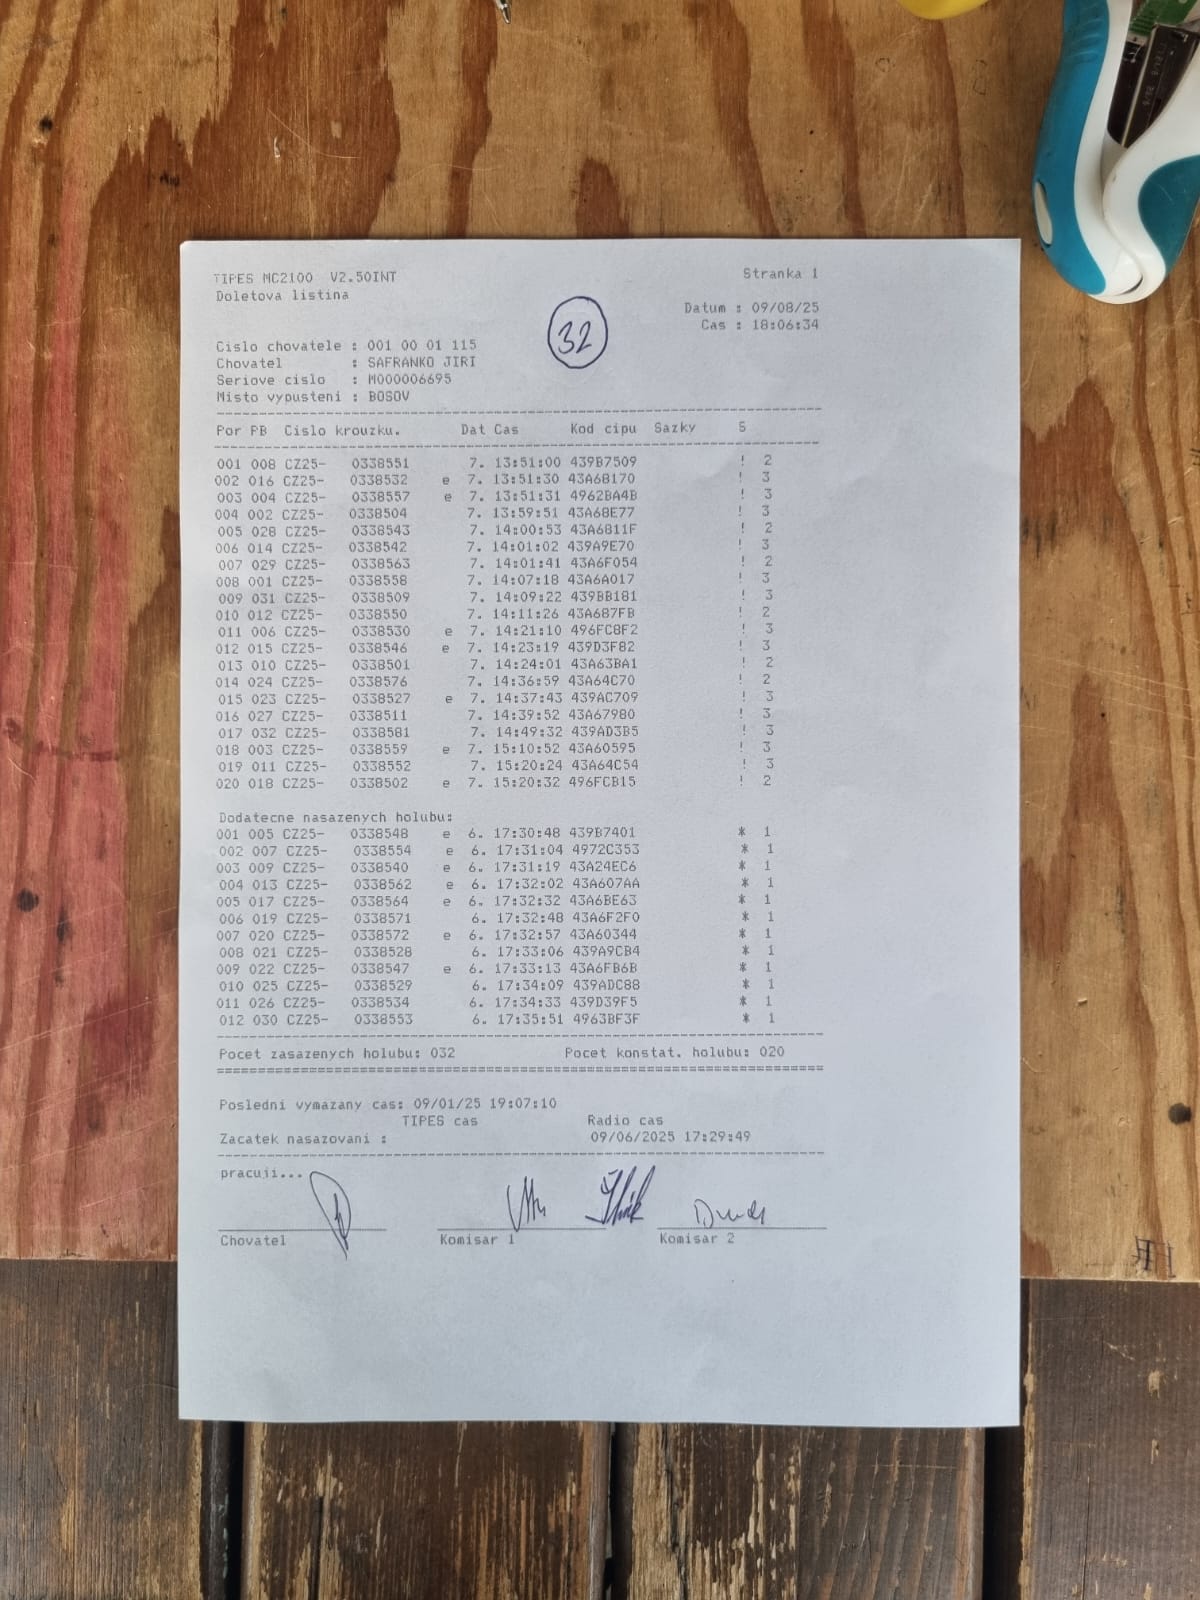 TIPES MC2100 V2.50INT Stranka 1
Doletova listina
Datum : 09/08/25
Cas : 18:06:34
32
Cislo chovatele : 001 00 01 115
Chovatel : SAFRANKO JIRI
Seriove cislo : M000006695
Misto vypusteni : BOSOV
Por PB Cislo krouzku. Dat Cas Kod cipu Sazky S
001 008 CZ25- 0338551 7. 13:51:00 439B7509 ! 2
002 016 CZ25- 0338532 e 7. 13:51:30 43A68170 ! 3
003 004 CZ25- 0338557 e 7. 13:51:31 4962BA4B ! 3
004 002 CZ25- 0338504 7. 13:59:51 43A68E77 ! 3
005 028 CZ25- 0338543 7. 14:00:53 43A6811F ! 2
006 014 CZ25- 0338542 7. 14:01:02 439A9E70 ! 3
007 029 CZ25- 0338563 7. 14:01:41 43A6F054 ! 2
008 001 CZ25- 0338558 7. 14:07:18 43A6A017 ! 3
009 031 CZ25- 0338509 7. 14:09:22 439BB181 ! 3
010 012 CZ25- 0338550 7. 14:11:26 43A687FB ! 2
011 006 CZ25- 0338530 e 7. 14:21:10 496FC8F2 ! 3
012 015 CZ25- 0338546 e 7. 14:23:19 439D3F82 ! 3
013 010 CZ25- 0338501 7. 14:24:01 43A63BA1 ! 2
014 024 CZ25- 0338576 7. 14:36:59 43A64C70 ! 2
015 023 CZ25- 0338527 e 7. 14:37:43 439AC709 ! 3
016 027 CZ25- 0338511 7. 14:39:52 43A67980 ! 3
017 032 CZ25- 0338581 7. 14:49:32 439AD3B5 ! 3
018 003 CZ25- 0338559 e 7. 15:10:52 43A60595 ! 3
019 011 CZ25- 0338552 7. 15:20:24 43A64C54 ! 3
020 018 CZ25- 0338502 e 7. 15:20:32 496FCB15 ! 2
Dodatecne nasazenych holubu:
001 005 CZ25- 0338548 e 6. 17:30:48 439B7401 * 1
002 007 CZ25- 0338554 e 6. 17:31:04 4972C353 * 1
003 009 CZ25- 0338540 e 6. 17:31:19 43A24EC6 * 1
004 013 CZ25- 0338562 e 6. 17:32:02 43A607AA * 1
005 017 CZ25- 0338564 e 6. 17:32:32 43A6BE63 * 1
006 019 CZ25- 0338571 6. 17:32:48 43A6F2F0 * 1
007 020 CZ25- 0338572 e 6. 17:32:57 43A60344 * 1
008 021 CZ25- 0338528 6. 17:33:06 439A9CB4 * 1
009 022 CZ25- 0338547 e 6. 17:33:13 43A6FB6B * 1
010 025 CZ25- 0338529 6. 17:34:09 439ADC88 * 1
011 026 CZ25- 0338534 6. 17:34:33 439D39F5 * 1
012 030 CZ25- 0338553 6. 17:35:51 4963BF3F * 1
Pocet zasazenych holubu: 032 Pocet konstat. holubu: 020
Posledni vymazany cas: 09/01/25 19:07:10
TIPES cas Radio cas
Zacatek nasazovani : 09/06/2025 17:29:49
pracuji...
Chovatel Komisar 1 Komisar 2